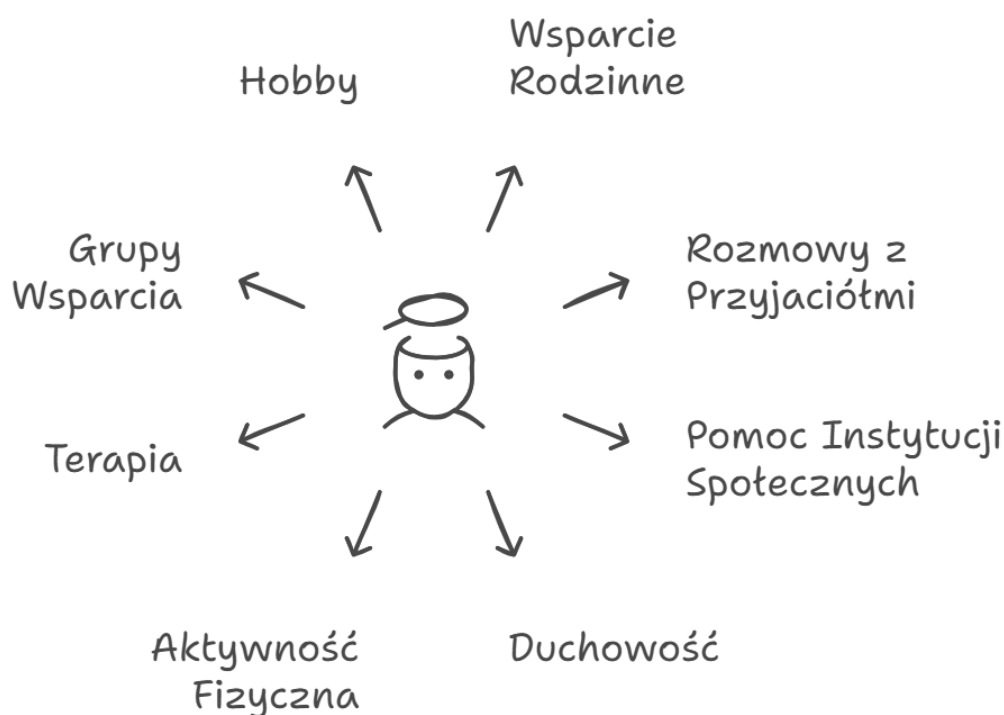 Hobby
Wsparcie
Rodzinne
Grupy
Wsparcia
Rozmowy z
Przyjaciółmi
Terapia
Pomoc Instytucji
Społecznych
Aktywność
Fizyczna
Duchowość